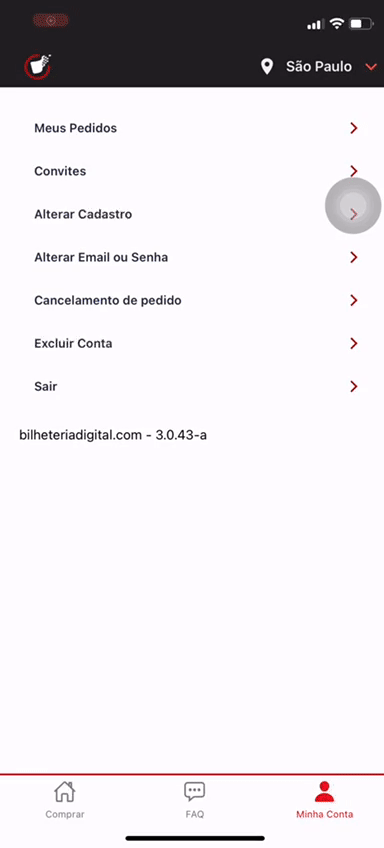 São Paulo
Meus Pedidos
Convites
Alterar Cadastro
Alterar Email ou Senha
Cancelamento de pedido
Excluir Conta
Sair
bilheteriadigital.com - 3.0.43-a
Comprar
FAQ
Minha Conta